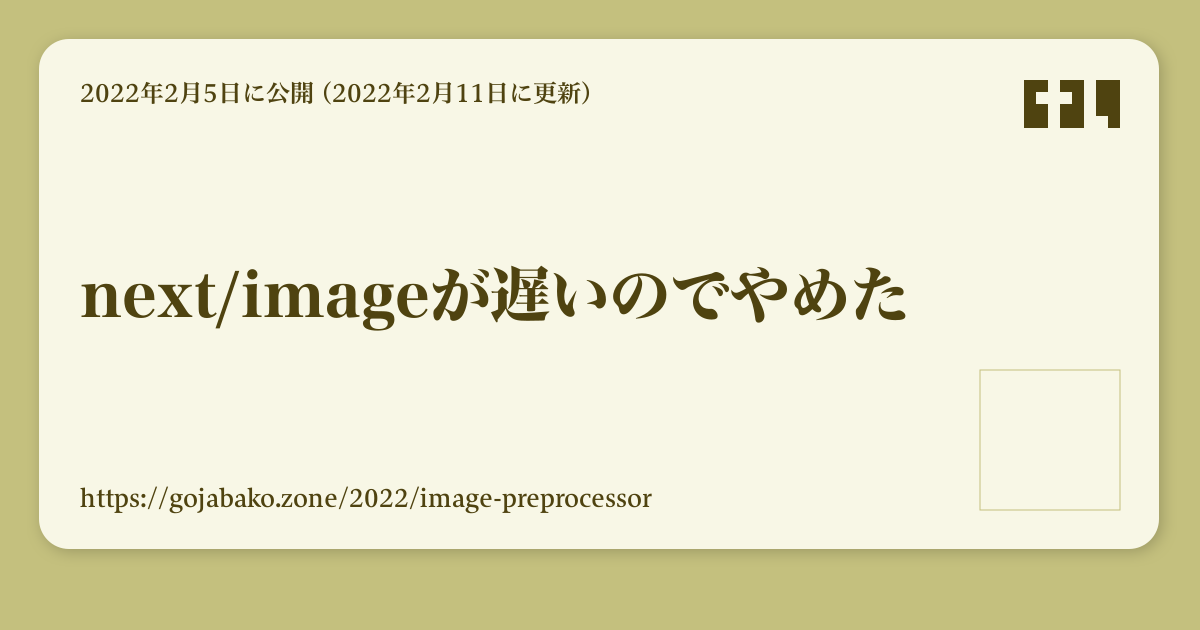 2022年2月5日に公開（2022年2月11日に更新）
next/imageが遅いのでやめた
https://gojabako.zone/2022/image-preprocessor